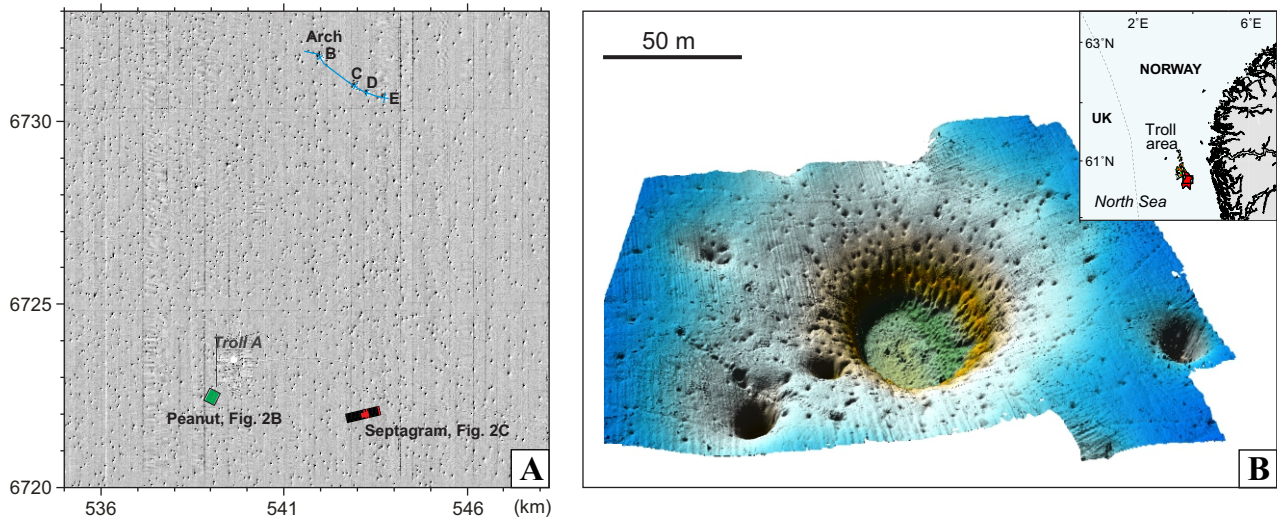 Arch
B
C
D
E
6730
6725
Troll A
Peanut, Fig. 2B
Septagram, Fig. 2C
6720
A
536
541
546
(km)
B
50 m
2°E
6°E
63°N
NORWAY
UK
Troll
area
61°N
North Sea